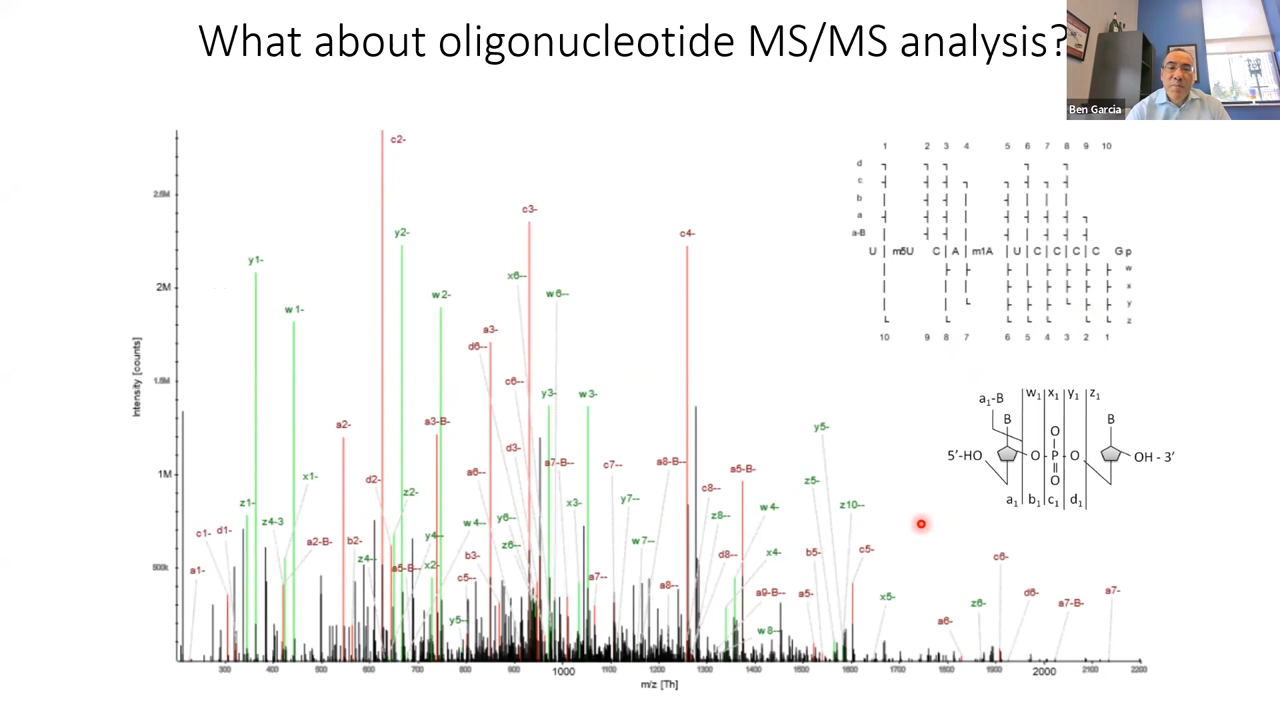 What about oligonucleotide MS/MS analysis?
Ben Garcia
c2-
2.5M
c3-
y2-
c4-
y1-
x6--
2M
w2-
w6--
w1-
a3-
d6--
Intensity [counts]
1.5M
c6--
y3-
w3-
a2-
a3-B-
y5-
d3-
1M
x1-
d2-
a6--
a7-B--
c7--
a8-B--
a5-B-
z5-
z2-
c8--
z1-
x3-
y7--
w4-
z10--
z4-3
w4--
y6--
z8--
c1-
d1-
a2-B-
b2-
y4--
z6--
w7--
z4--
b3-
d8--
x4-
b5-
c5-
500k
a1-
a5-B--
x2-
c5--
a7--
a8--
a9-B--
a5-
x5-
c6-
d6-
z6-
a7-B-
a7-
y5--
w8--
a6-
300 400 500 600 700 800 900 1000 1100 1200 1300 1400 1500 1600 1700 1800 1900 2000 2100 2200
m/z [Th]
1 2 3 4 5 6 7 8 9 10
d
c
b
a
a-B
U m5U C A m1A U C C C C Gp
w
x
y
z
10 9 8 7 6 5 4 3 2 1
a1-B w1 x1 y1 z1
B O B
5'-HO O P O OH - 3'
O
a1 b1 c1 d1